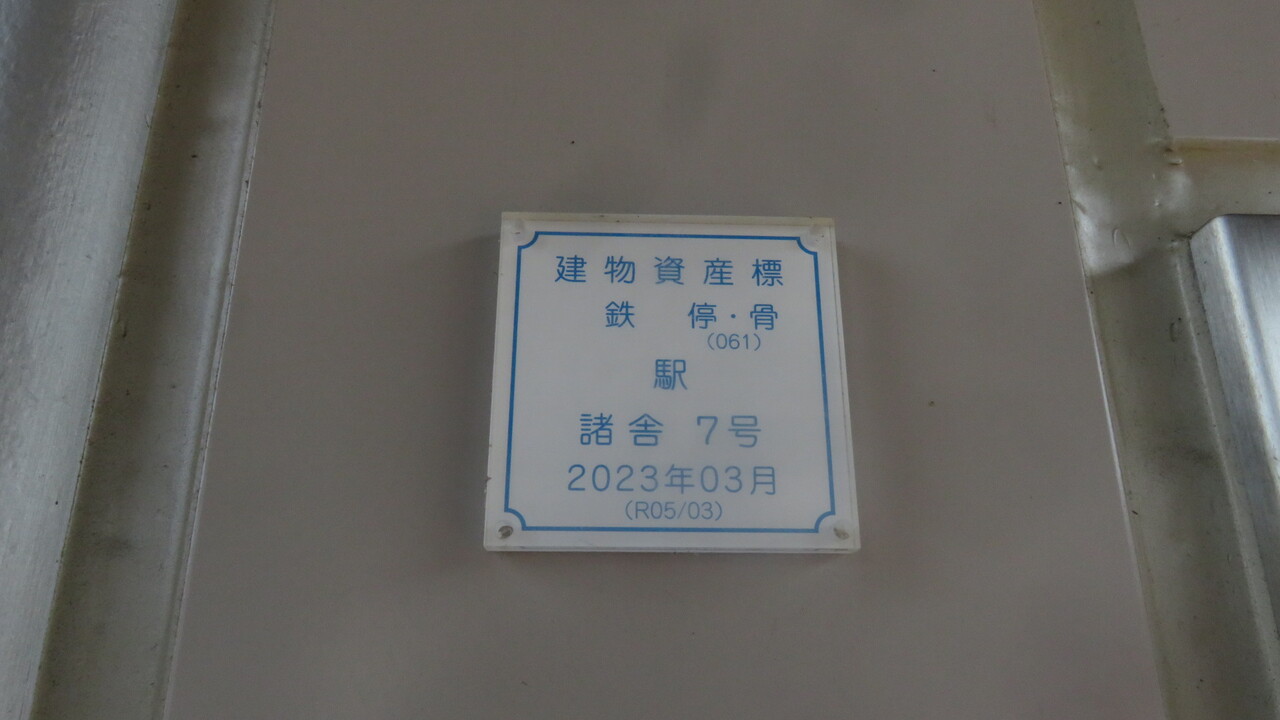 建物資産標
鉄 停・骨
(061)
駅
諸舎 7号
2023年03月
(R05/03)